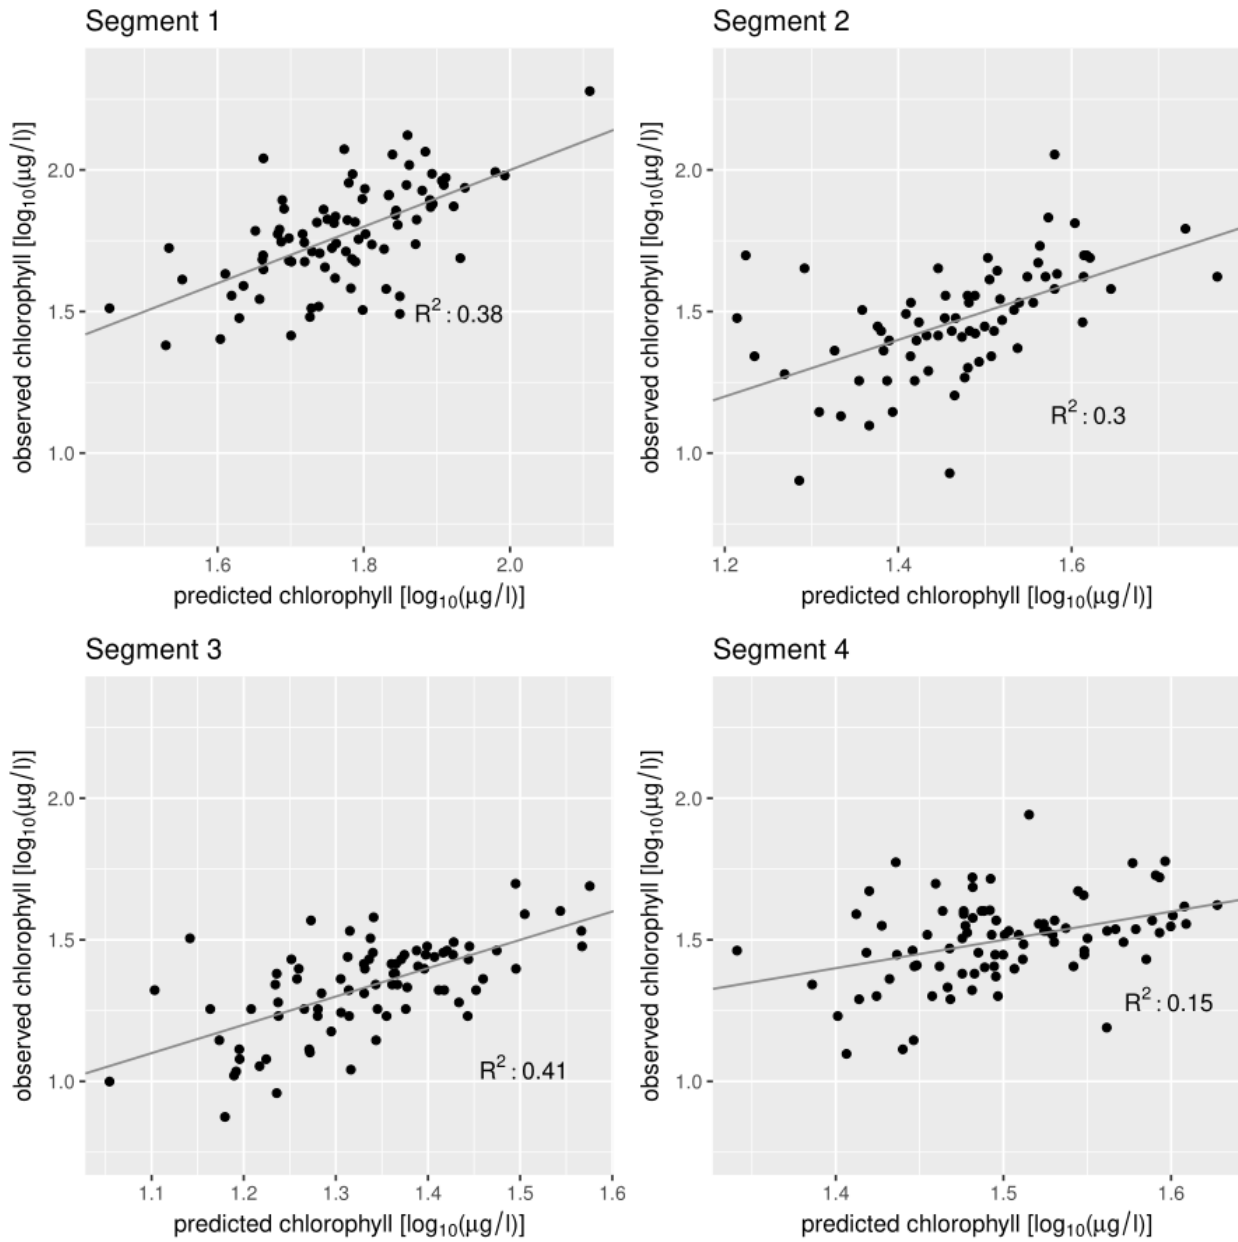 Segment 1
observed chlorophyll [log₁₀(μg/l)]
2.0
1.5
1.0
R²: 0.38
1.6 1.8 2.0
predicted chlorophyll [log₁₀(μg/l)]
Segment 2
observed chlorophyll [log₁₀(μg/l)]
2.0
1.5
1.0
R²: 0.3
1.2 1.4 1.6
predicted chlorophyll [log₁₀(μg/l)]
Segment 3
observed chlorophyll [log₁₀(μg/l)]
2.0
1.5
1.0
R²: 0.41
1.1 1.2 1.3 1.4 1.5 1.6
predicted chlorophyll [log₁₀(μg/l)]
Segment 4
observed chlorophyll [log₁₀(μg/l)]
2.0
1.5
1.0
R²: 0.15
1.4 1.5 1.6
predicted chlorophyll [log₁₀(μg/l)]